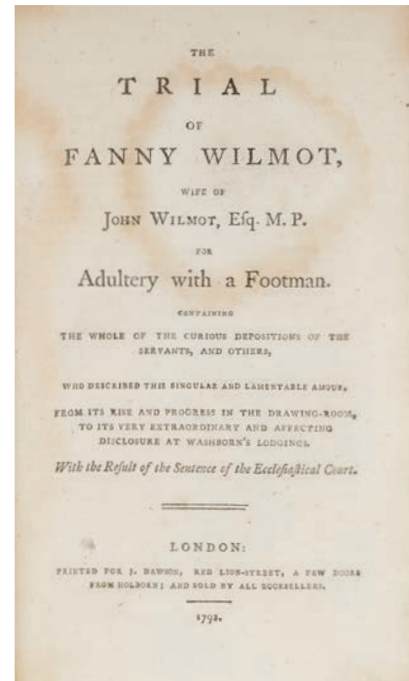 THE
TRIAL
OF
FANNY WILMOT,
WIFE OF
JOHN WILMOT, Eſq. M. P.
FOR
Adultery with a Footman.
CONTAINING
THE WHOLE OF THE CURIOUS DEPOSITIONS OF THE
SERVANTS, AND OTHERS,
WHO DESCRIBED THIS SINGULAR AND LAMENTABLE AMOUR,
FROM ITS RISE AND PROGRESS IN THE DRAWING-ROOM,
TO ITS VERY EXTRAORDINARY AND AFFECTING
DISCLOSURE AT WASHBORN'S LODGINGS.
With the Reſult of the Sentence of the Eccleſiaſtical Court.
LONDON:
PRINTED FOR J. DAWSON, RED LION-STREET, A FEW DOORS
FROM HOLBORN; AND SOLD BY ALL BOOKSELLERS.
1792.